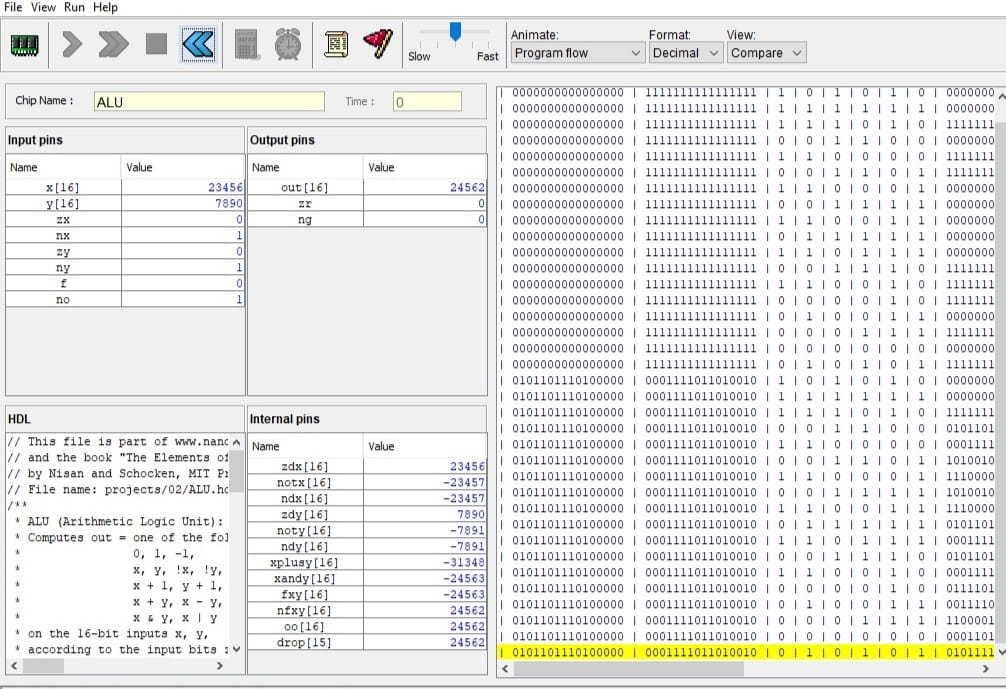 File View Run Help
Slow
Fast
Animate:
Program flow
Format:
Decimal
View:
Compare
Chip Name :
ALU
Time :
0
Input pins
Name Value
x[16] 23456
y[16] 7890
zx 0
nx 1
zy 0
ny 1
f 0
no 1
Output pins
Name Value
out[16] 24562
zr 0
ng 0
HDL
// This file is part of www.nand
// and the book "The Elements of
// by Nisan and Schocken, MIT Pr
// File name: projects/02/ALU.hd
/**
* ALU (Arithmetic Logic Unit):
* Computes out = one of the fol
* 0, 1, -1,
* x, y, !x, !y,
* x + 1, y + 1,
* x + y, x - y,
* x & y, x | y
* on the 16-bit inputs x, y,
* according to the input bits z
Internal pins
Name Value
zdx[16] 23456
notx[16] -23457
ndx[16] -23457
zdy[16] 7890
noty[16] -7891
ndy[16] -7891
xplusy[16] -31348
xandy[16] -24563
fxy[16] -24563
nfxy[16] 24562
oo[16] 24562
drop[15] 24562
| 0000000000000000 | 1111111111111111 | 1 | 0 | 1 | 0 | 1 | 0 | 0000000
| 0000000000000000 | 1111111111111111 | 1 | 1 | 1 | 1 | 1 | 1 | 0000000
| 0000000000000000 | 1111111111111111 | 1 | 1 | 1 | 0 | 1 | 0 | 1111111
| 0000000000000000 | 1111111111111111 | 0 | 0 | 1 | 1 | 0 | 0 | 0000000
| 0000000000000000 | 1111111111111111 | 1 | 1 | 0 | 0 | 0 | 0 | 1111111
| 0000000000000000 | 1111111111111111 | 0 | 0 | 1 | 1 | 0 | 1 | 1111111
| 0000000000000000 | 1111111111111111 | 1 | 1 | 0 | 0 | 0 | 1 | 0000000
| 0000000000000000 | 1111111111111111 | 0 | 0 | 1 | 1 | 1 | 1 | 0000000
| 0000000000000000 | 1111111111111111 | 1 | 1 | 0 | 0 | 1 | 1 | 0000000
| 0000000000000000 | 1111111111111111 | 0 | 1 | 1 | 1 | 1 | 1 | 0000000
| 0000000000000000 | 1111111111111111 | 1 | 1 | 0 | 1 | 1 | 1 | 0000000
| 0000000000000000 | 1111111111111111 | 0 | 0 | 1 | 1 | 1 | 0 | 1111111
| 0000000000000000 | 1111111111111111 | 1 | 1 | 0 | 0 | 1 | 0 | 1111111
| 0000000000000000 | 1111111111111111 | 0 | 0 | 0 | 0 | 1 | 0 | 1111111
| 0000000000000000 | 1111111111111111 | 0 | 1 | 0 | 0 | 1 | 1 | 0000000
| 0000000000000000 | 1111111111111111 | 0 | 0 | 0 | 1 | 1 | 1 | 1111111
| 0000000000000000 | 1111111111111111 | 0 | 0 | 0 | 0 | 0 | 0 | 0000000
| 0000000000000000 | 1111111111111111 | 0 | 1 | 0 | 1 | 0 | 1 | 1111111
| 0101101110100000 | 0001111011010010 | 1 | 0 | 1 | 0 | 1 | 0 | 0000000
| 0101101110100000 | 0001111011010010 | 1 | 1 | 1 | 1 | 1 | 1 | 0000000
| 0101101110100000 | 0001111011010010 | 1 | 1 | 1 | 0 | 1 | 0 | 1111111
| 0101101110100000 | 0001111011010010 | 0 | 0 | 1 | 1 | 0 | 0 | 0101101
| 0101101110100000 | 0001111011010010 | 1 | 1 | 0 | 0 | 0 | 0 | 0001111
| 0101101110100000 | 0001111011010010 | 0 | 0 | 1 | 1 | 0 | 1 | 1010010
| 0101101110100000 | 0001111011010010 | 1 | 1 | 0 | 0 | 0 | 1 | 1110000
| 0101101110100000 | 0001111011010010 | 0 | 0 | 1 | 1 | 1 | 1 | 1010010
| 0101101110100000 | 0001111011010010 | 1 | 1 | 0 | 0 | 1 | 1 | 1110000
| 0101101110100000 | 0001111011010010 | 0 | 1 | 1 | 1 | 1 | 1 | 0101101
| 0101101110100000 | 0001111011010010 | 1 | 1 | 0 | 1 | 1 | 1 | 0001111
| 0101101110100000 | 0001111011010010 | 0 | 0 | 1 | 1 | 1 | 0 | 0101101
| 0101101110100000 | 0001111011010010 | 1 | 1 | 0 | 0 | 1 | 0 | 0001111
| 0101101110100000 | 0001111011010010 | 0 | 0 | 0 | 0 | 1 | 0 | 0111101
| 0101101110100000 | 0001111011010010 | 0 | 1 | 0 | 0 | 1 | 1 | 0011110
| 0101101110100000 | 0001111011010010 | 0 | 0 | 0 | 1 | 1 | 1 | 1100001
| 0101101110100000 | 0001111011010010 | 0 | 0 | 0 | 0 | 0 | 0 | 0001101
| 0101101110100000 | 0001111011010010 | 0 | 1 | 0 | 1 | 0 | 1 | 0101111